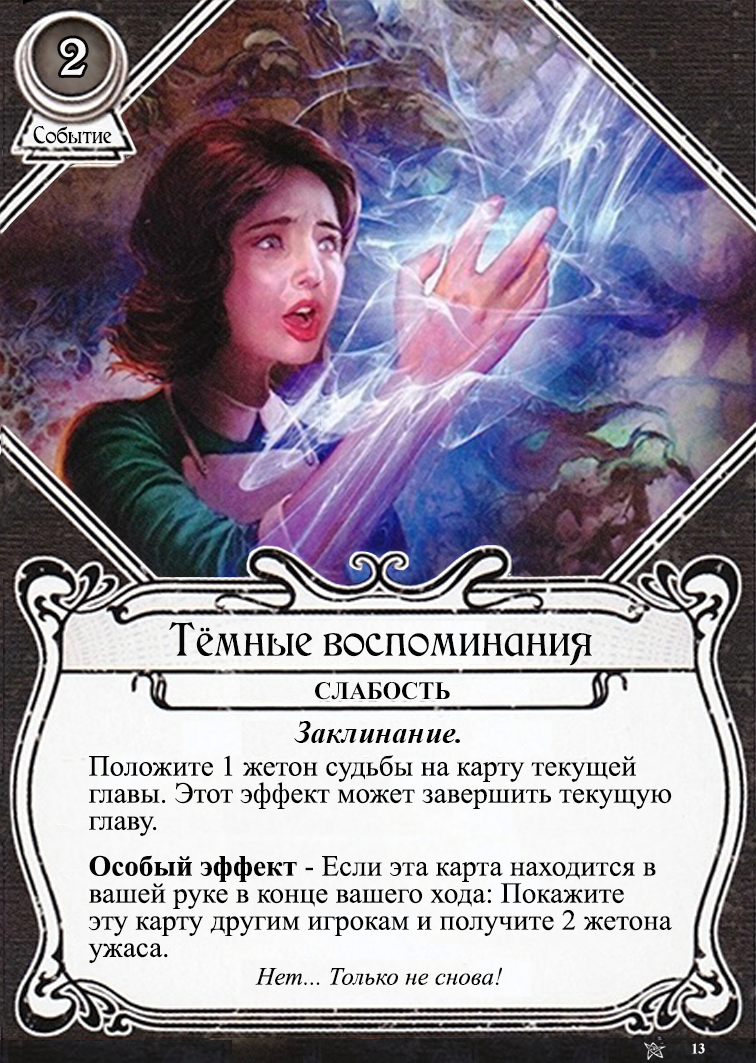 2
Событие
Тёмные воспоминания
СЛАБОСТЬ
Заклинание.
Положите 1 жетон судьбы на карту текущей
главы. Этот эффект может завершить текущую
главу.
Особый эффект - Если эта карта находится в
вашей руке в конце вашего хода: Покажите
эту карту другим игрокам и получите 2 жетона
ужаса.
Нет... Только не снова!
13